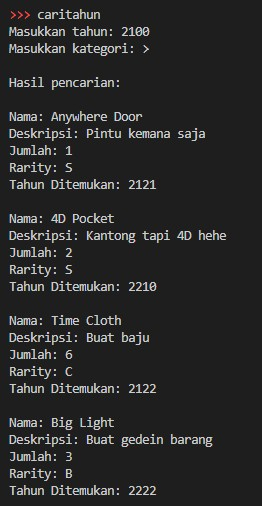 >>> caritahun
Masukkan tahun: 2100
Masukkan kategori: >
Hasil pencarian:
Nama: Anywhere Door
Deskripsi: Pintu kemana saja
Jumlah: 1
Rarity: S
Tahun Ditemukan: 2121
Nama: 4D Pocket
Deskripsi: Kantong tapi 4D hehe
Jumlah: 2
Rarity: S
Tahun Ditemukan: 2210
Nama: Time Cloth
Deskripsi: Buat baju
Jumlah: 6
Rarity: C
Tahun Ditemukan: 2122
Nama: Big Light
Deskripsi: Buat gedein barang
Jumlah: 3
Rarity: B
Tahun Ditemukan: 2222